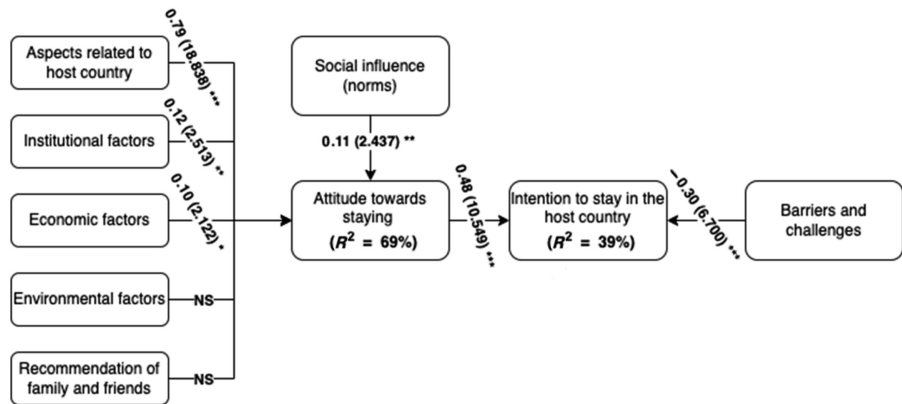 Aspects related to
host country
0.79 (18.838) ***
Institutional factors
0.12 (2.513) **
Economic factors
0.10 (2.122) *
Environmental factors
NS
Recommendation of
family and friends
NS
Social influence
(norms)
0.11 (2.437) **
Attitude towards
staying
(R² = 69%)
0.48 (10.549) ***
Intention to stay in the
host country
(R² = 39%)
−0.30 (6.700) ***
Barriers and
challenges